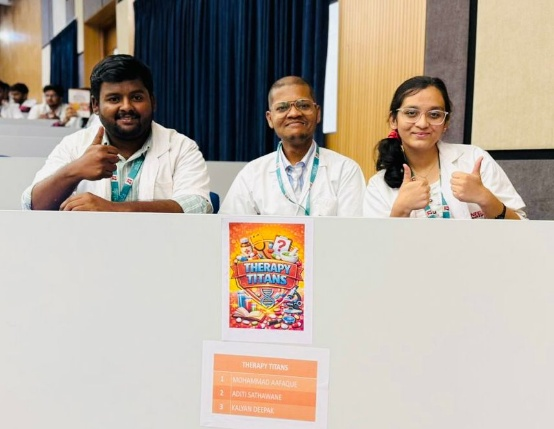 ?
THERAPY
TITANS
THERAPY TITANS
1 MOHAMMAD
2 ADITI SATHAWANE
3 KALYAN DEEPAK